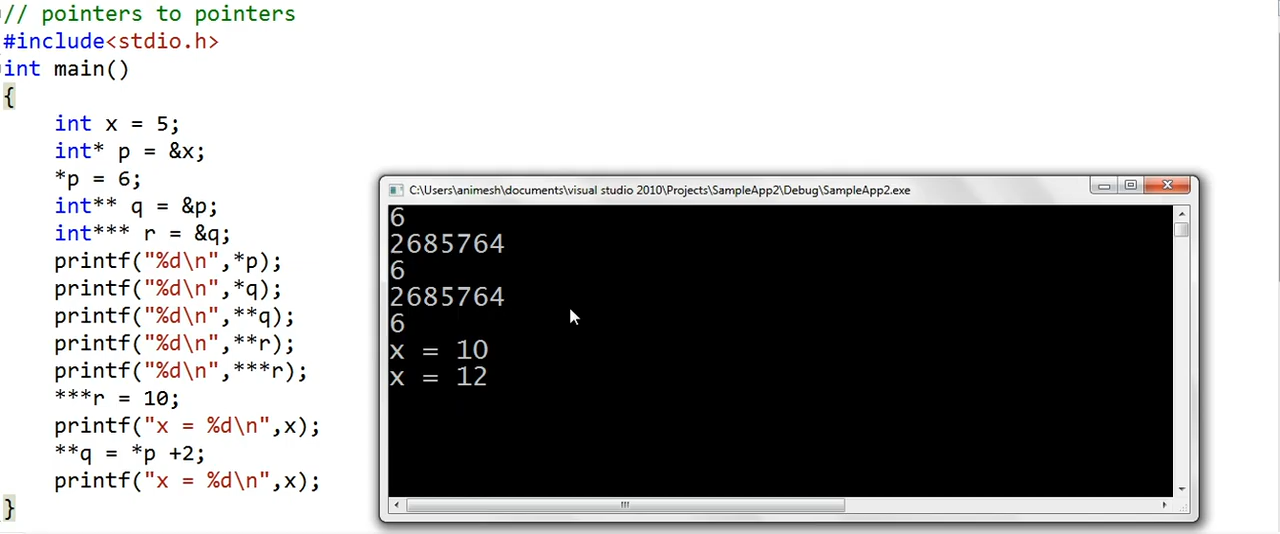 // pointers to pointers
#include<stdio.h>
int main()
{
int x = 5;
int* p = &x;
*p = 6;
int** q = &p;
int*** r = &q;
printf("%d\n",*p);
printf("%d\n",*q);
printf("%d\n",**q);
printf("%d\n",**r);
printf("%d\n",***r);
***r = 10;
printf("x = %d\n",x);
**q = *p +2;
printf("x = %d\n",x);
}
C:\Users\animesh\documents\visual studio 2010\Projects\SampleApp2\Debug\SampleApp2.exe
6
2685764
6
2685764
6
x = 10
x = 12